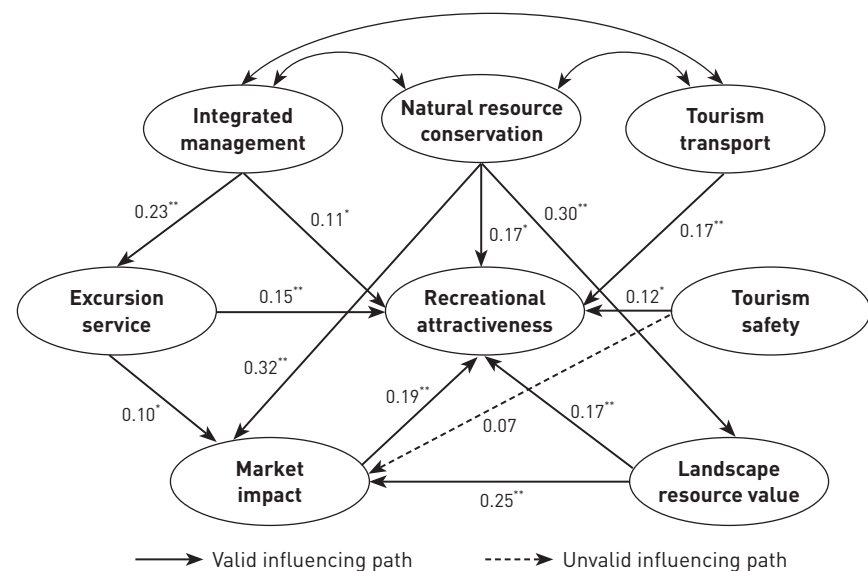 Integrated
management
Natural resource
conservation
Tourism
transport
0.23**
0.11*
0.17*
0.30**
0.17**
Excursion
service
0.15**
Recreational
attractiveness
0.12*
Tourism
safety
0.32**
0.10*
0.19**
0.07
0.17**
Market
impact
0.25**
Landscape
resource value
Valid influencing path
Unvalid influencing path